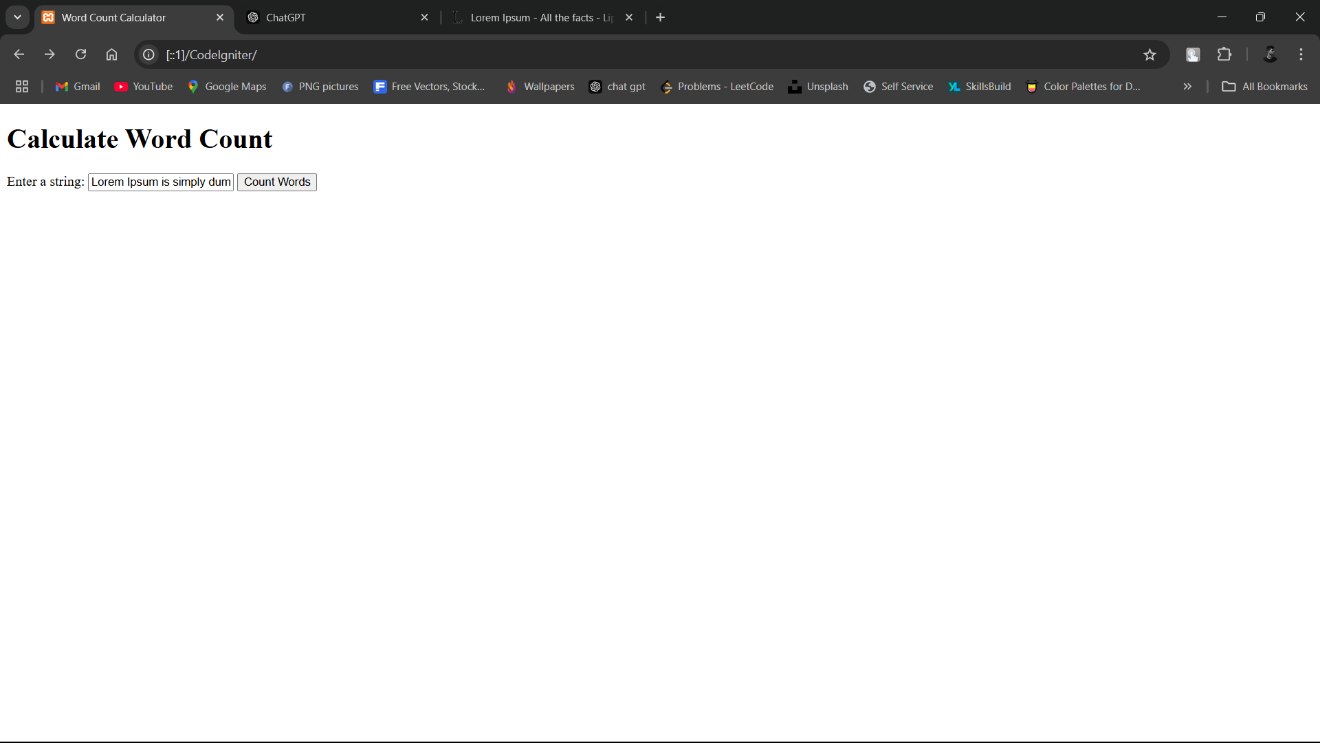 Word Count Calculator
ChatGPT
Lorem Ipsum - All the facts - Li
[::1]/CodeIgniter/
Gmail
YouTube
Google Maps
PNG pictures
Free Vectors, Stock...
Wallpapers
chat gpt
Problems - LeetCode
Unsplash
Self Service
SkillsBuild
Color Palettes for D...
All Bookmarks
Calculate Word Count
Enter a string: Lorem Ipsum is simply dum Count Words